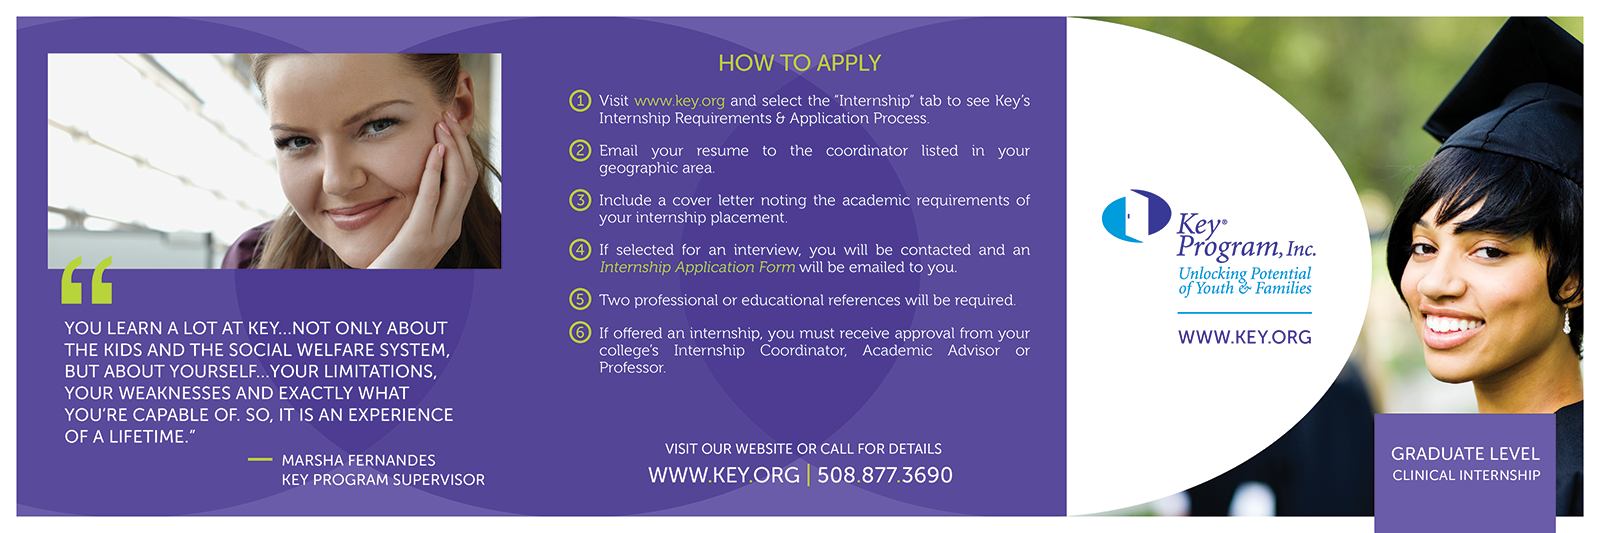 “
YOU LEARN A LOT AT KEY...NOT ONLY ABOUT
THE KIDS AND THE SOCIAL WELFARE SYSTEM,
BUT ABOUT YOURSELF...YOUR LIMITATIONS,
YOUR WEAKNESSES AND EXACTLY WHAT
YOU’RE CAPABLE OF. SO, IT IS AN EXPERIENCE
OF A LIFETIME.”
— MARSHA FERNANDES
KEY PROGRAM SUPERVISOR
HOW TO APPLY
1 Visit www.key.org and select the “Internship” tab to see Key’s
Internship Requirements & Application Process.
2 Email your resume to the coordinator listed in your
geographic area.
3 Include a cover letter noting the academic requirements of
your internship placement.
4 If selected for an interview, you will be contacted and an
Internship Application Form will be emailed to you.
5 Two professional or educational references will be required.
6 If offered an internship, you must receive approval from your
college’s Internship Coordinator, Academic Advisor or
Professor.
VISIT OUR WEBSITE OR CALL FOR DETAILS
WWW.KEY.ORG | 508.877.3690
Key®
Program, Inc.
Unlocking Potential
of Youth & Families
WWW.KEY.ORG
GRADUATE LEVEL
CLINICAL INTERNSHIP